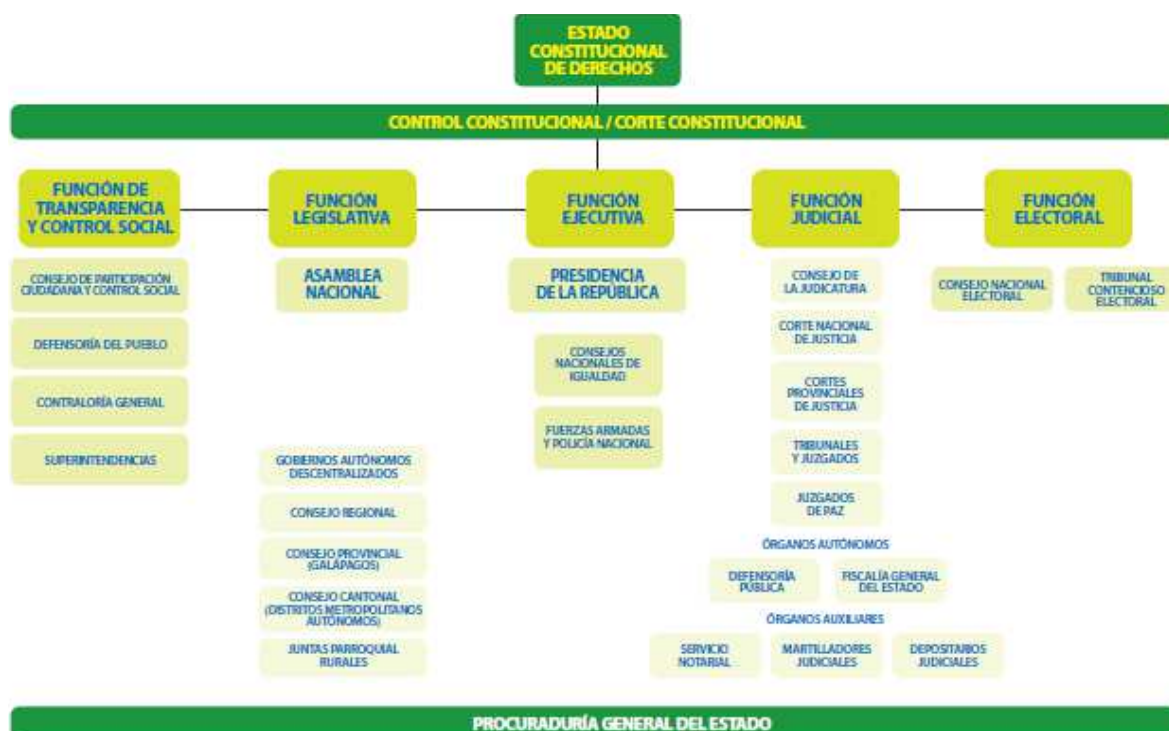 ESTADO
CONSTITUCIONAL
DE DERECHOS
CONTROL CONSTITUCIONAL / CORTE CONSTITUCIONAL
FUNCIÓN DE
TRANSPARENCIA
Y CONTROL SOCIAL
CONSEJO DE PARTICIPACIÓN
CIUDADANA Y CONTROL SOCIAL
DEFENSORÍA DEL PUEBLO
CONTRALORÍA GENERAL
SUPERINTENDENCIAS
FUNCIÓN
LEGISLATIVA
ASAMBLEA
NACIONAL
GOBIERNOS AUTÓNOMOS
DESCENTRALIZADOS
CONSEJO REGIONAL
CONSEJO PROVINCIAL
(GALÁPAGOS)
CONSEJO CANTONAL
(DISTRITOS METROPOLITANOS
AUTÓNOMOS)
JUNTAS PARROQUIAL
RURALES
FUNCIÓN
EJECUTIVA
PRESIDENCIA
DE LA REPÚBLICA
CONSEJOS
NACIONALES DE
IGUALDAD
FUERZAS ARMADAS
Y POLICÍA NACIONAL
FUNCIÓN
JUDICIAL
CONSEJO DE
LA JUDICATURA
CORTE NACIONAL
DE JUSTICIA
CORTES
PROVINCIALES
DE JUSTICIA
TRIBUNALES
Y JUZGADOS
JUZGADOS
DE PAZ
ÓRGANOS AUTÓNOMOS
DEFENSORÍA
PÚBLICA
FISCALÍA GENERAL
DEL ESTADO
ÓRGANOS AUXILIARES
SERVICIO
NOTARIAL
MARTILLADORES
JUDICIALES
DEPOSITARIOS
JUDICIALES
FUNCIÓN
ELECTORAL
CONSEJO NACIONAL
ELECTORAL
TRIBUNAL
CONTENCIOSO
ELECTORAL
PROCURADURÍA GENERAL DEL ESTADO